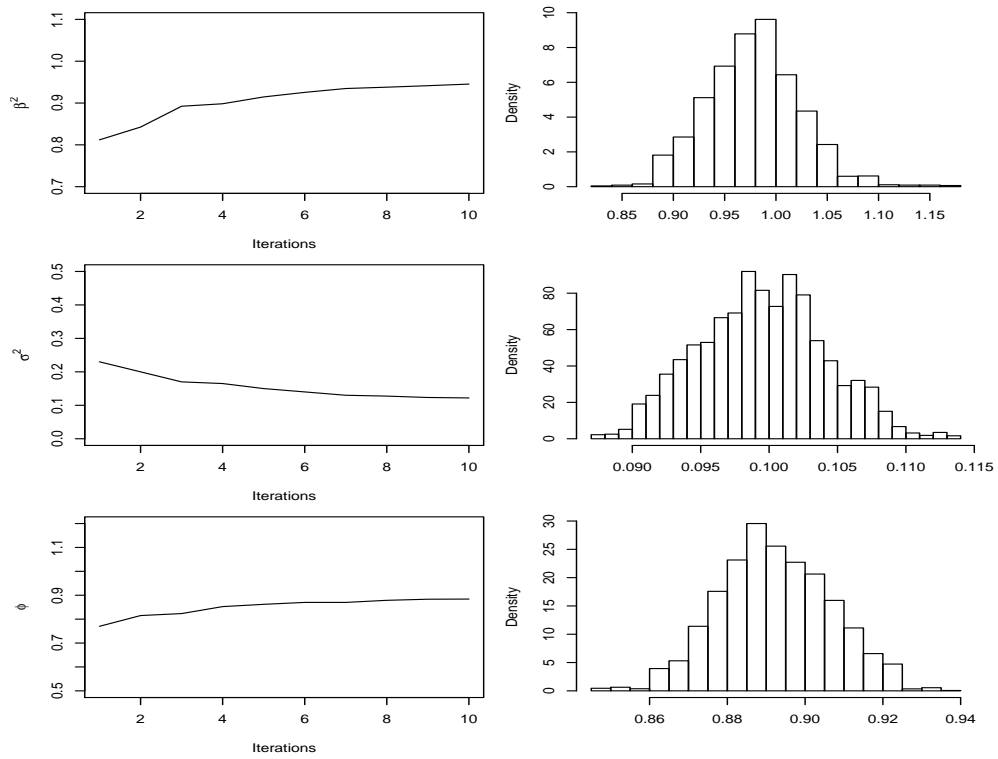 β²
0.7 0.8 0.9 1.0 1.1
2 4 6 8 10
Iterations
Density
0 2 4 6 8 10
0.85 0.90 0.95 1.00 1.05 1.10 1.15
σ²
0.0 0.1 0.2 0.3 0.4 0.5
2 4 6 8 10
Iterations
Density
0 20 40 60 80
0.090 0.095 0.100 0.105 0.110 0.115
ϕ
0.5 0.7 0.9 1.1
2 4 6 8 10
Iterations
Density
0 5 10 15 20 25 30
0.86 0.88 0.90 0.92 0.94